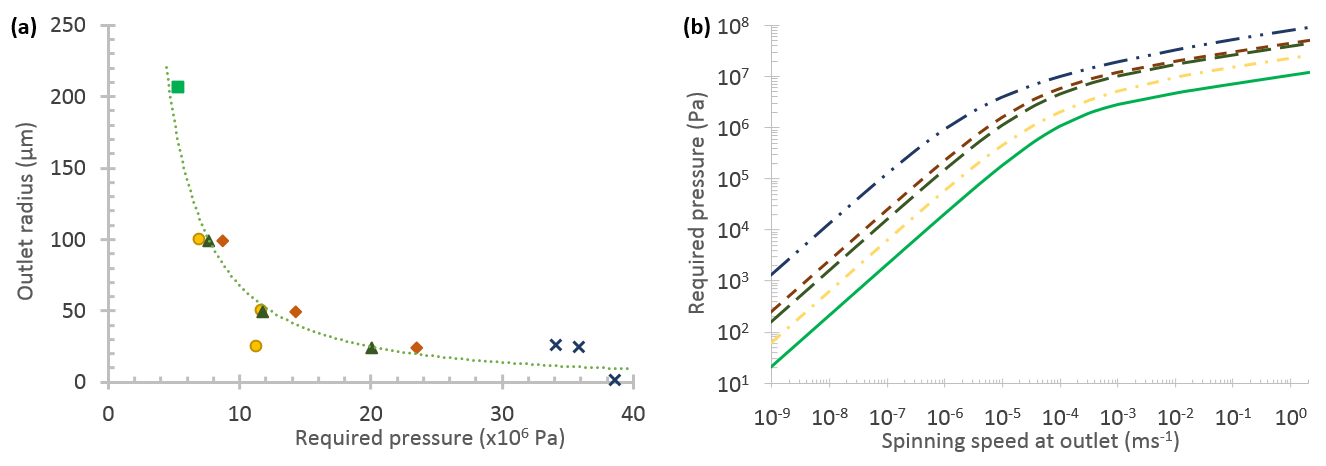 (a)
250
200
150
100
50
0
Outlet radius (µm)
0 10 20 30 40
Required pressure (x10⁶ Pa)
(b)
10⁸
10⁷
10⁶
10⁵
10⁴
10³
10²
10¹
Required pressure (Pa)
10⁻⁹ 10⁻⁸ 10⁻⁷ 10⁻⁶ 10⁻⁵ 10⁻⁴ 10⁻³ 10⁻² 10⁻¹ 10⁰
Spinning speed at outlet (ms⁻¹)